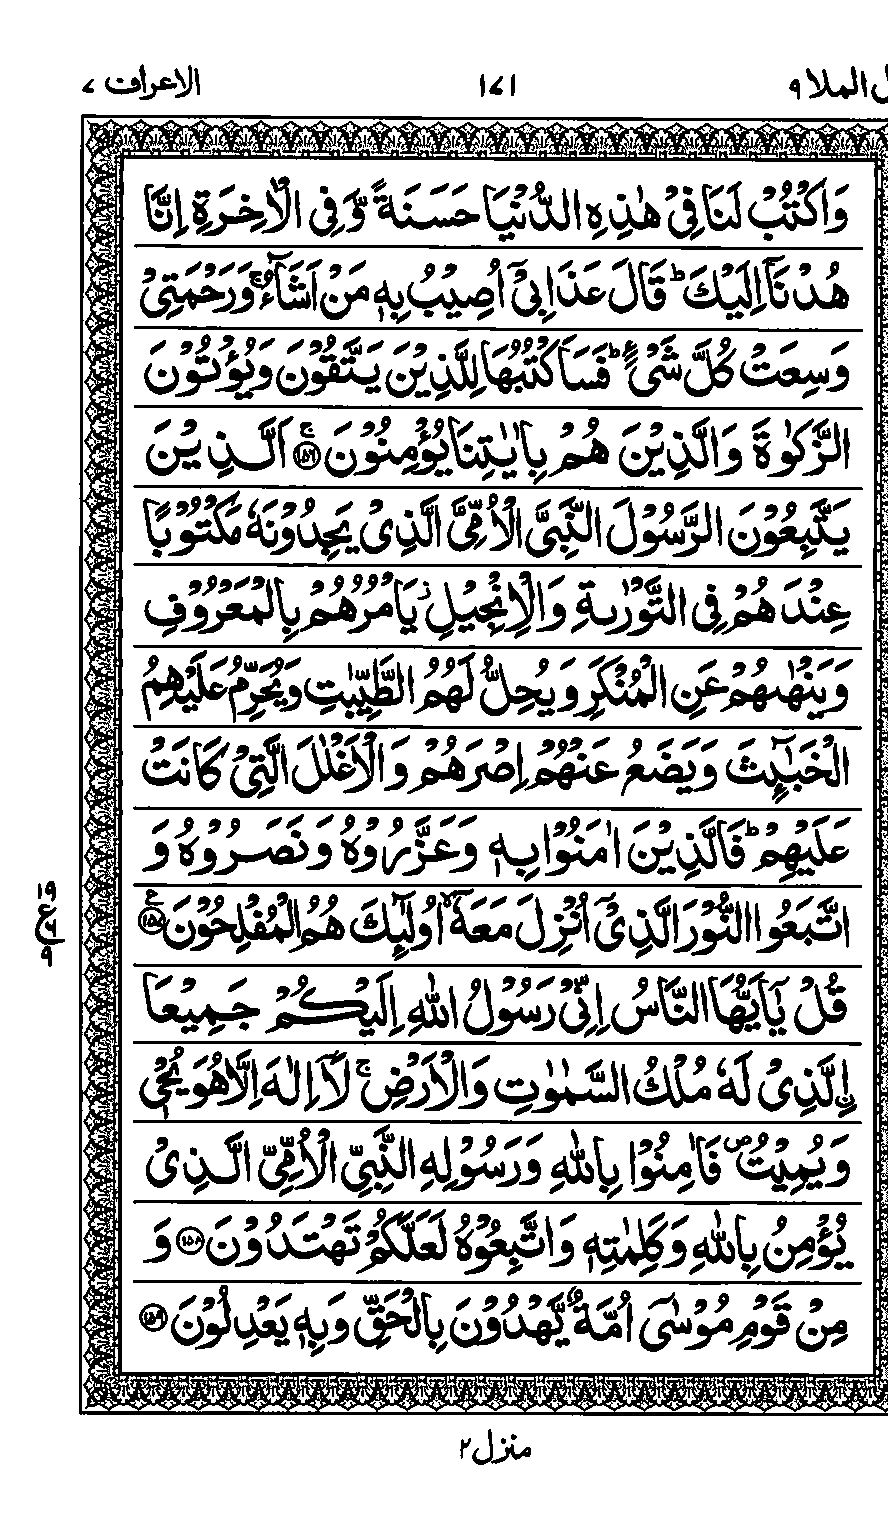 الاعراف ٧
١٧١
ل الملا ٩
وَاكْتُبْ لَنَا فِیْ هٰذِهِ الدُّنْیَا حَسَنَةً وَّ فِی الْاٰخِرَةِ اِنَّا
هُدْنَاۤ اِلَیْكَ ؕ قَالَ عَذَابِیْۤ اُصِیْبُ بِهٖ مَنْ اَشَآءُ ۚ وَرَحْمَتِیْ
وَسِعَتْ كُلَّ شَیْءٍ ؕ فَسَاَكْتُبُهَا لِلَّذِیْنَ یَتَّقُوْنَ وَیُؤْتُوْنَ
الزَّكٰوةَ وَالَّذِیْنَ هُمْ بِاٰیٰتِنَا یُؤْمِنُوْنَ ۚ ﴿۱۵۶﴾ اَلَّذِیْنَ
یَتَّبِعُوْنَ الرَّسُوْلَ النَّبِیَّ الْاُمِّیَّ الَّذِیْ یَجِدُوْنَهٗ مَكْتُوْبًا
عِنْدَهُمْ فِی التَّوْرٰىةِ وَالْاِنْجِیْلِ ؗ یَاْمُرُهُمْ بِالْمَعْرُوْفِ
وَیَنْهٰىهُمْ عَنِ الْمُنْكَرِ وَیُحِلُّ لَهُمُ الطَّیِّبٰتِ وَیُحَرِّمُ عَلَیْهِمُ
الْخَبٰٓىِٕثَ وَیَضَعُ عَنْهُمْ اِصْرَهُمْ وَالْاَغْلٰلَ الَّتِیْ كَانَتْ
عَلَیْهِمْ ؕ فَالَّذِیْنَ اٰمَنُوْا بِهٖ وَعَزَّرُوْهُ وَنَصَرُوْهُ وَ
اتَّبَعُوا النُّوْرَ الَّذِیْۤ اُنْزِلَ مَعَهٗۤ ۙ اُولٰٓىِٕكَ هُمُ الْمُفْلِحُوْنَ ﴿۱۵۷﴾ ع
١٩
ع
٩
٩
قُلْ یٰۤاَیُّهَا النَّاسُ اِنِّیْ رَسُوْلُ اللّٰهِ اِلَیْكُمْ جَمِیْعَا
ِ۟الَّذِیْ لَهٗ مُلْكُ السَّمٰوٰتِ وَالْاَرْضِ ۚ لَاۤ اِلٰهَ اِلَّا هُوَ یُحْیٖ
وَیُمِیْتُ ۪ فَاٰمِنُوْا بِاللّٰهِ وَرَسُوْلِهِ النَّبِیِّ الْاُمِّیِّ الَّذِیْ
یُؤْمِنُ بِاللّٰهِ وَكَلِمٰتِهٖ وَاتَّبِعُوْهُ لَعَلَّكُمْ تَهْتَدُوْنَ ﴿۱۵۸﴾ وَ
مِنْ قَوْمِ مُوْسٰۤی اُمَّةٌ یَّهْدُوْنَ بِالْحَقِّ وَبِهٖ یَعْدِلُوْنَ ﴿۱۵۹﴾
منزل ٢